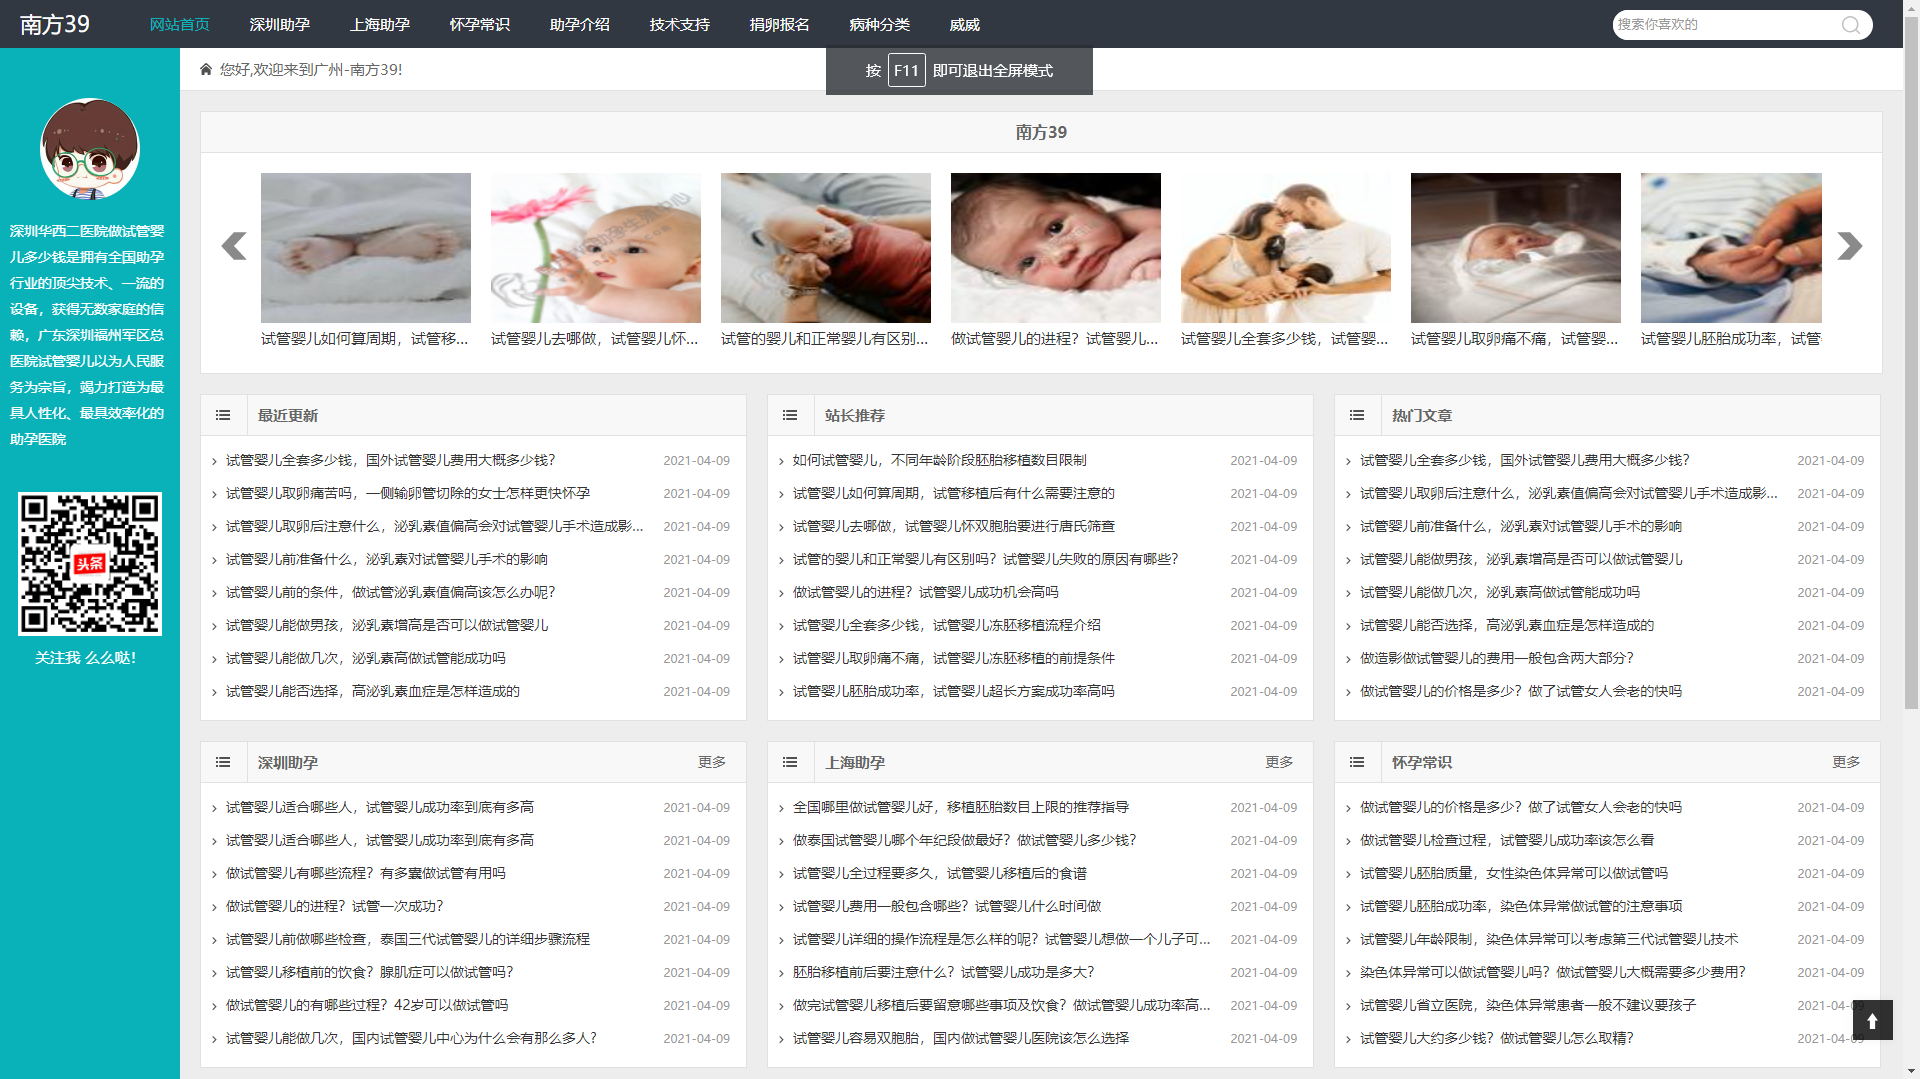 南方39
网站首页 深圳助孕 上海助孕 怀孕常识 助孕介绍 技术支持 捐卵报名 病种分类 威威
搜索你喜欢的
您好,欢迎来到广州-南方39!
按 F11 即可退出全屏模式
深圳华西二医院做试管婴
儿多少钱是拥有全国助孕
行业的顶尖技术、一流的
设备，获得无数家庭的信
赖，广东深圳福州军区总
医院试管婴儿以为人民服
务为宗旨，竭力打造为最
具人性化、最具效率化的
助孕医院
头条
关注我 么么哒！
南方39
试管婴儿如何算周期，试管移...
试管婴儿去哪做，试管婴儿怀...
试管的婴儿和正常婴儿有区别...
做试管婴儿的进程？试管婴儿...
试管婴儿全套多少钱，试管婴...
试管婴儿取卵痛不痛，试管婴...
试管婴儿胚胎成功率，试管
最近更新
试管婴儿全套多少钱，国外试管婴儿费用大概多少钱？ 2021-04-09
试管婴儿取卵痛苦吗，一侧输卵管切除的女士怎样更快怀孕 2021-04-09
试管婴儿取卵后注意什么，泌乳素值偏高会对试管婴儿手术造成影... 2021-04-09
试管婴儿前准备什么，泌乳素对试管婴儿手术的影响 2021-04-09
试管婴儿前的条件，做试管泌乳素值偏高该怎么办呢？ 2021-04-09
试管婴儿能做男孩，泌乳素增高是否可以做试管婴儿 2021-04-09
试管婴儿能做几次，泌乳素高做试管能成功吗 2021-04-09
试管婴儿能否选择，高泌乳素血症是怎样造成的 2021-04-09
站长推荐
如何试管婴儿，不同年龄阶段胚胎移植数目限制 2021-04-09
试管婴儿如何算周期，试管移植后有什么需要注意的 2021-04-09
试管婴儿去哪做，试管婴儿怀双胞胎要进行唐氏筛查 2021-04-09
试管的婴儿和正常婴儿有区别吗？试管婴儿失败的原因有哪些？ 2021-04-09
做试管婴儿的进程？试管婴儿成功机会高吗 2021-04-09
试管婴儿全套多少钱，试管婴儿冻胚移植流程介绍 2021-04-09
试管婴儿取卵痛不痛，试管婴儿冻胚移植的前提条件 2021-04-09
试管婴儿胚胎成功率，试管婴儿超长方案成功率高吗 2021-04-09
热门文章
试管婴儿全套多少钱，国外试管婴儿费用大概多少钱？ 2021-04-09
试管婴儿取卵后注意什么，泌乳素值偏高会对试管婴儿手术造成影... 2021-04-09
试管婴儿前准备什么，泌乳素对试管婴儿手术的影响 2021-04-09
试管婴儿能做男孩，泌乳素增高是否可以做试管婴儿 2021-04-09
试管婴儿能做几次，泌乳素高做试管能成功吗 2021-04-09
试管婴儿能否选择，高泌乳素血症是怎样造成的 2021-04-09
做造影做试管婴儿的费用一般包含两大部分？ 2021-04-09
做试管婴儿的价格是多少？做了试管女人会老的快吗 2021-04-09
深圳助孕 更多
试管婴儿适合哪些人，试管婴儿成功率到底有多高 2021-04-09
试管婴儿适合哪些人，试管婴儿成功率到底有多高 2021-04-09
做试管婴儿有哪些流程？有多囊做试管有用吗 2021-04-09
做试管婴儿的进程？试管一次成功？ 2021-04-09
试管婴儿前做哪些检查，泰国三代试管婴儿的详细步骤流程 2021-04-09
试管婴儿移植前的饮食？腺肌症可以做试管吗？ 2021-04-09
做试管婴儿的有哪些过程？42岁可以做试管吗 2021-04-09
试管婴儿能做几次，国内试管婴儿中心为什么会有那么多人？ 2021-04-09
上海助孕 更多
全国哪里做试管婴儿好，移植胚胎数目上限的推荐指导 2021-04-09
做泰国试管婴儿哪个年纪段做最好？做试管婴儿多少钱？ 2021-04-09
试管婴儿全过程要多久，试管婴儿移植后的食谱 2021-04-09
试管婴儿费用一般包含哪些？试管婴儿什么时间做 2021-04-09
试管婴儿详细的操作流程是怎么样的呢？试管婴儿想做一个儿子可... 2021-04-09
胚胎移植前后要注意什么？试管婴儿成功是多大？ 2021-04-09
做完试管婴儿移植后要留意哪些事项及饮食？做试管婴儿成功率高... 2021-04-09
试管婴儿容易双胞胎，国内做试管婴儿医院该怎么选择 2021-04-09
怀孕常识 更多
做试管婴儿的价格是多少？做了试管女人会老的快吗 2021-04-09
做试管婴儿检查过程，试管婴儿成功率该怎么看 2021-04-09
试管婴儿胚胎质量，女性染色体异常可以做试管吗 2021-04-09
试管婴儿胚胎成功率，染色体异常做试管的注意事项 2021-04-09
试管婴儿年龄限制，染色体异常可以考虑第三代试管婴儿技术 2021-04-09
染色体异常可以做试管婴儿吗？做试管婴儿大概需要多少费用？ 2021-04-09
试管婴儿省立医院，染色体异常患者一般不建议要孩子 2021-04-09
试管婴儿大约多少钱？做试管婴儿怎么取精？ 2021-04-09